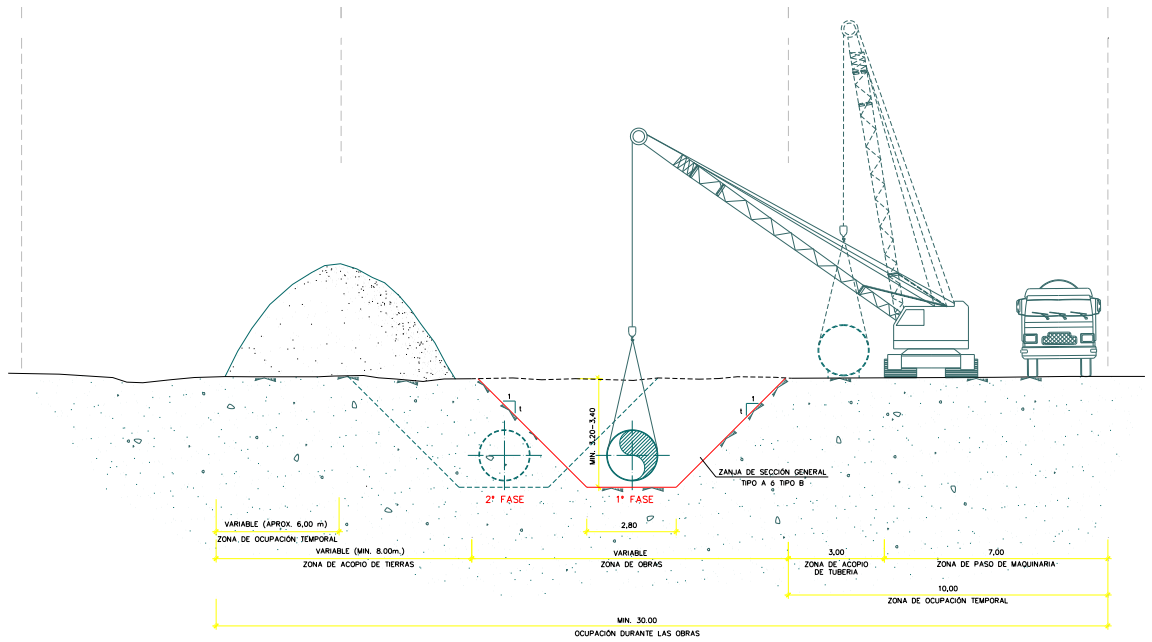 1
t
1
t
MIN. 3,20-3,40
ZANJA DE SECCIÓN GENERAL
TIPO A ó TIPO B
2ª FASE
1ª FASE
VARIABLE (APROX. 6,00 m)
2,80
ZONA DE OCUPACIÓN TEMPORAL
VARIABLE (MIN. 8.00m.)
VARIABLE
3,00
7,00
ZONA DE ACOPIO DE TIERRAS
ZONA DE OBRAS
ZONA DE ACOPIO
DE TUBERIA
ZONA DE PASO DE MAQUINARIA
10,00
ZONA DE OCUPACIÓN TEMPORAL
MIN. 30.00
OCUPACIÓN DURANTE LAS OBRAS